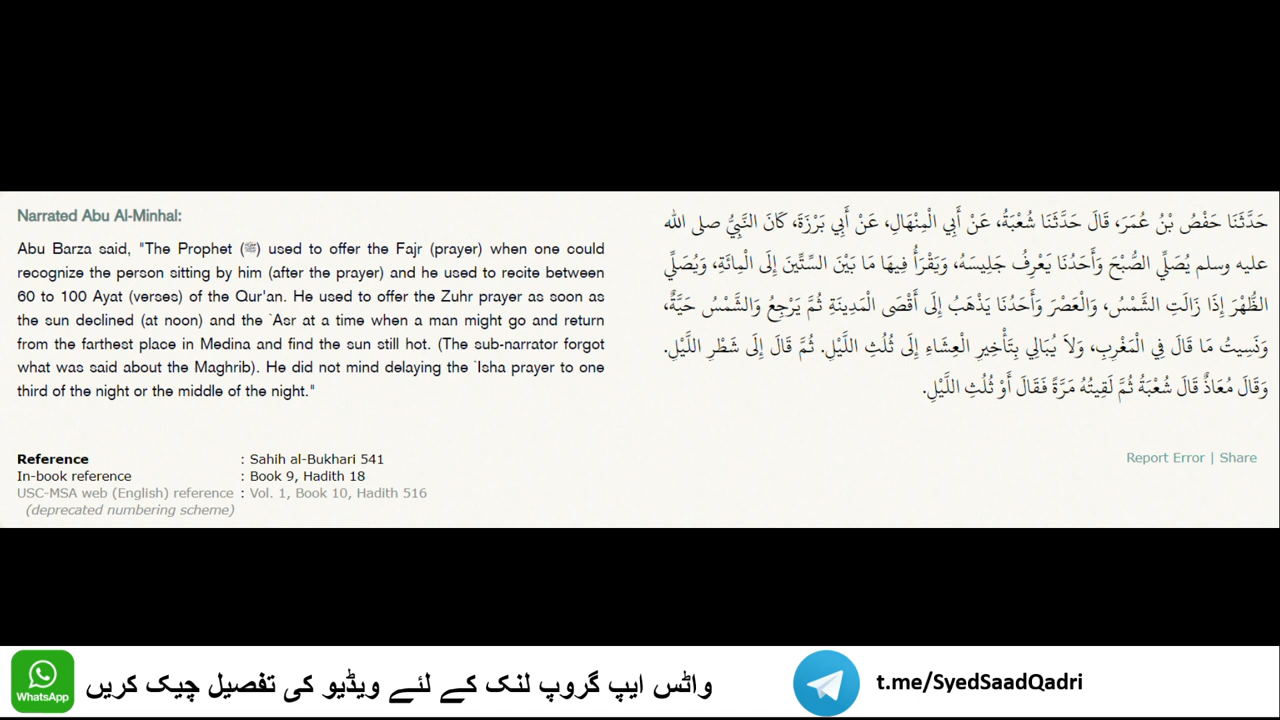 Narrated Abu Al-Minhal:
Abu Barza said, "The Prophet (ﷺ) used to offer the Fajr (prayer) when one could
recognize the person sitting by him (after the prayer) and he used to recite between
60 to 100 Ayat (verses) of the Qur'an. He used to offer the Zuhr prayer as soon as
the sun declined (at noon) and the `Asr at a time when a man might go and return
from the farthest place in Medina and find the sun still hot. (The sub-narrator forgot
what was said about the Maghrib). He did not mind delaying the `Isha prayer to one
third of the night or the middle of the night."
حَدَّثَنَا حَفْصُ بْنُ عُمَرَ، قَالَ حَدَّثَنَا شُعْبَةُ، عَنْ أَبِي الْمِنْهَالِ، عَنْ أَبِي بَرْزَةَ، كَانَ النَّبِيُّ صلى الله
عليه وسلم يُصَلِّي الصُّبْحَ وَأَحَدُنَا يَعْرِفُ جَلِيسَهُ، وَيَقْرَأُ فِيهَا مَا بَيْنَ السِّتِّينَ إِلَى الْمِائَةِ، وَيُصَلِّي
الظُّهْرَ إِذَا زَالَتِ الشَّمْسُ، وَالْعَصْرَ وَأَحَدُنَا يَذْهَبُ إِلَى أَقْصَى الْمَدِينَةِ ثُمَّ يَرْجِعُ وَالشَّمْسُ حَيَّةٌ،
وَنَسِيتُ مَا قَالَ فِي الْمَغْرِبِ، وَلاَ يُبَالِي بِتَأْخِيرِ الْعِشَاءِ إِلَى ثُلُثِ اللَّيْلِ. ثُمَّ قَالَ إِلَى شَطْرِ اللَّيْلِ.
وَقَالَ مُعَاذٌ قَالَ شُعْبَةُ ثُمَّ لَقِيتُهُ مَرَّةً فَقَالَ أَوْ ثُلُثِ اللَّيْلِ.
Reference : Sahih al-Bukhari 541
In-book reference : Book 9, Hadith 18
USC-MSA web (English) reference : Vol. 1, Book 10, Hadith 516
(deprecated numbering scheme)
Report Error | Share
WhatsApp
واٹس ایپ گروپ لنک کے لئے ویڈیو کی تفصیل چیک کریں
t.me/SyedSaadQadri